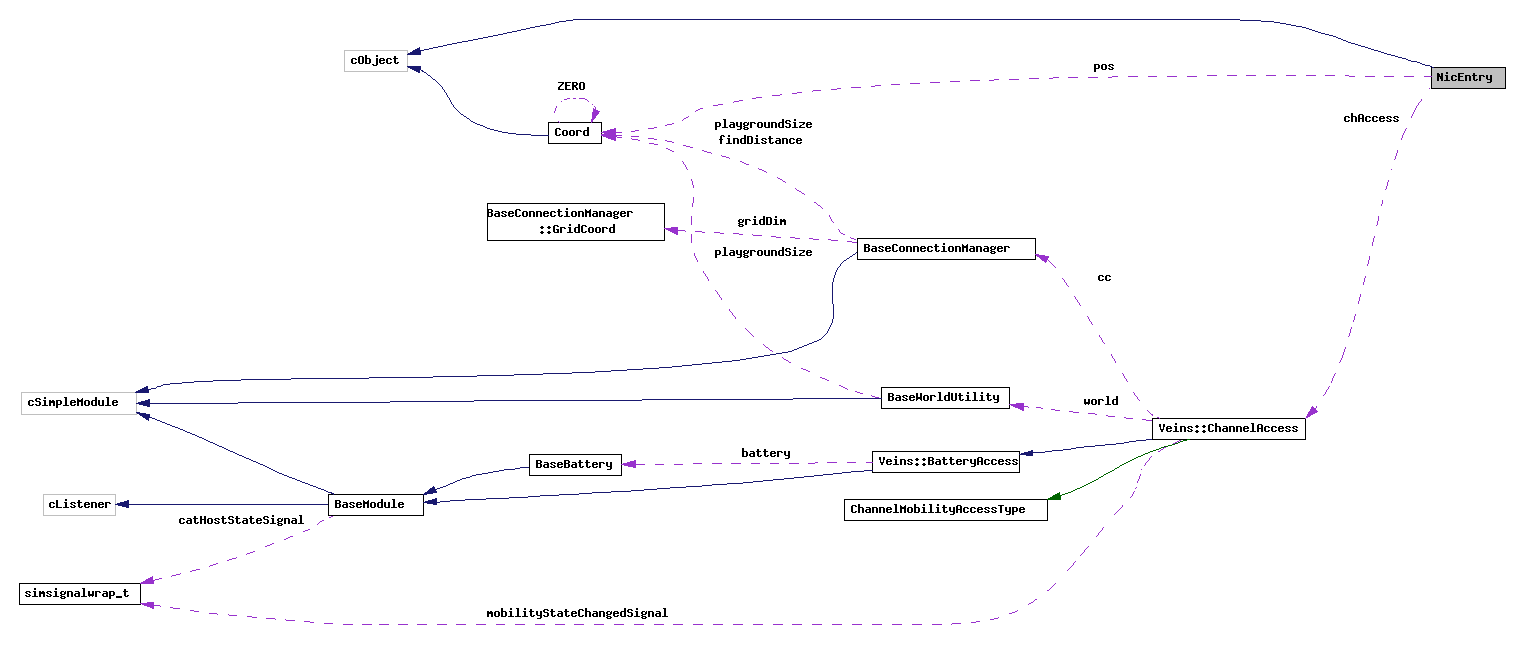 cObject
pos
NicEntry
ZERO
chAccess
Coord
playgroundSize
findDistance
BaseConnectionManager
::GridCoord
gridDim
playgroundSize
BaseConnectionManager
cc
cSimpleModule
BaseWorldUtility
world
Veins::ChannelAccess
battery
BaseBattery
Veins::BatteryAccess
cListener
BaseModule
ChannelMobilityAccessType
catHostStateSignal
simsignalwrap_t
mobilityStateChangedSignal